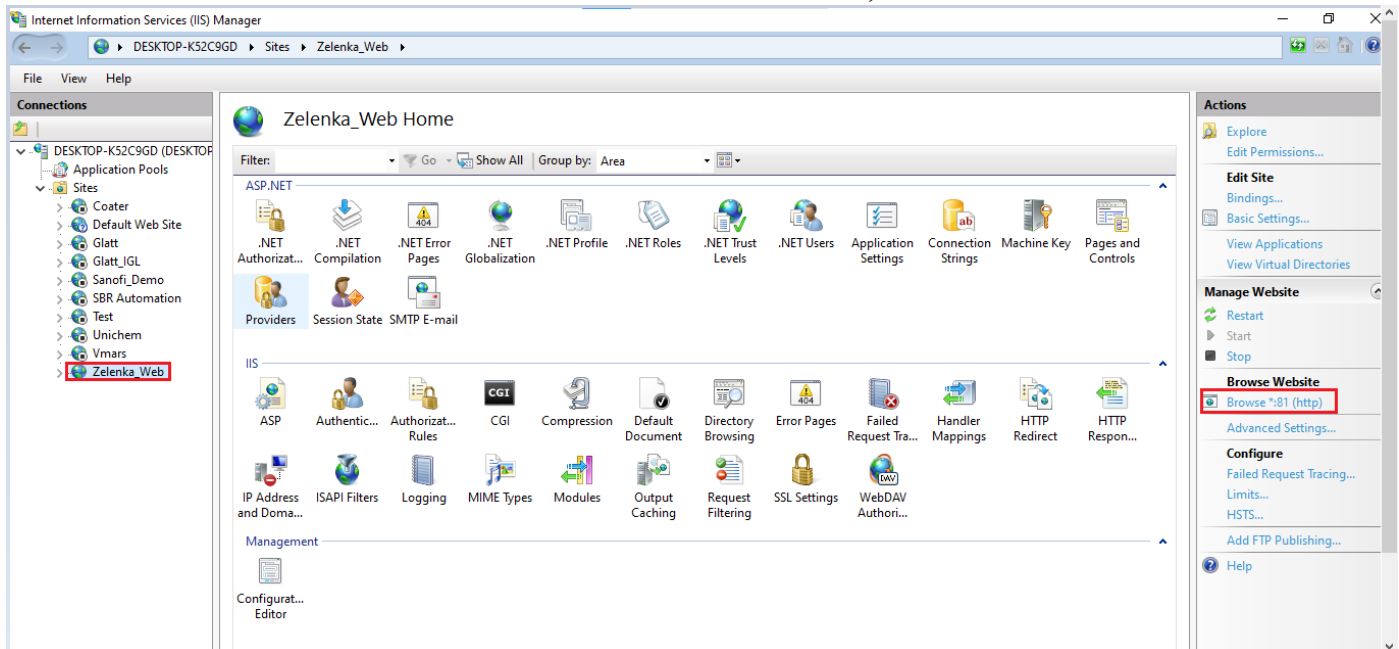 Internet Information Services (IIS) Manager
DESKTOP-K52C9GD Sites Zelenka_Web
File View Help
Connections
DESKTOP-K52C9GD (DESKTOP
Application Pools
Sites
Coater
Default Web Site
Glatt
Glatt_IGL
Sanofi_Demo
SBR Automation
Test
Unichem
Vmars
Zelenka_Web
Zelenka_Web Home
Filter: Go Show All Group by: Area
ASP.NET
.NET Authorizat...
.NET Compilation
.NET Error Pages
.NET Globalization
.NET Profile
.NET Roles
.NET Trust Levels
.NET Users
Application Settings
Connection Strings
Machine Key
Pages and Controls
Providers
Session State
SMTP E-mail
IIS
ASP
Authentic...
Authorizat... Rules
CGI
Compression
Default Document
Directory Browsing
Error Pages
Failed Request Tra...
Handler Mappings
HTTP Redirect
HTTP Respon...
IP Address and Doma...
ISAPI Filters
Logging
MIME Types
Modules
Output Caching
Request Filtering
SSL Settings
WebDAV Authori...
Management
Configurat... Editor
Actions
Explore
Edit Permissions...
Edit Site
Bindings...
Basic Settings...
View Applications
View Virtual Directories
Manage Website
Restart
Start
Stop
Browse Website
Browse *:81 (http)
Advanced Settings...
Configure
Failed Request Tracing...
Limits...
HSTS...
Add FTP Publishing...
Help